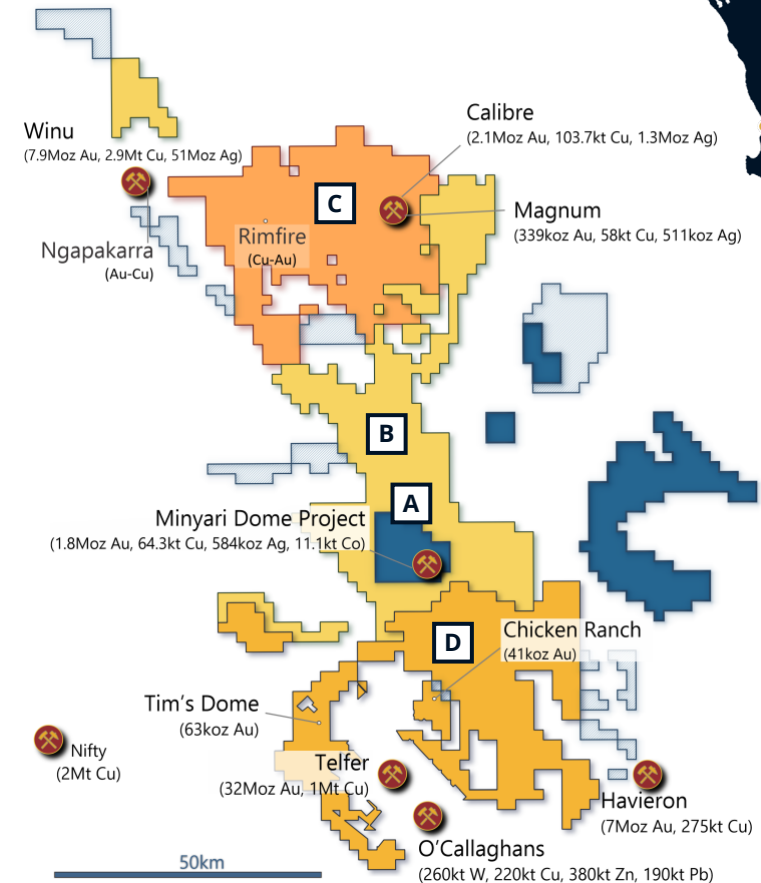 Calibre
(2.1Moz Au, 103.7kt Cu, 1.3Moz Ag)
Winu
(7.9Moz Au, 2.9Mt Cu, 51Moz Ag)
C
Magnum
(339koz Au, 58kt Cu, 511koz Ag)
Rimfire
(Cu-Au)
Ngapakarra
(Au-Cu)
B
A
Minyari Dome Project
(1.8Moz Au, 64.3kt Cu, 584koz Ag, 11.1kt Co)
D
Chicken Ranch
(41koz Au)
Tim's Dome
(63koz Au)
Nifty
(2Mt Cu)
Telfer
(32Moz Au, 1Mt Cu)
Havieron
(7Moz Au, 275kt Cu)
O'Callaghans
(260kt W, 220kt Cu, 380kt Zn, 190kt Pb)
50km